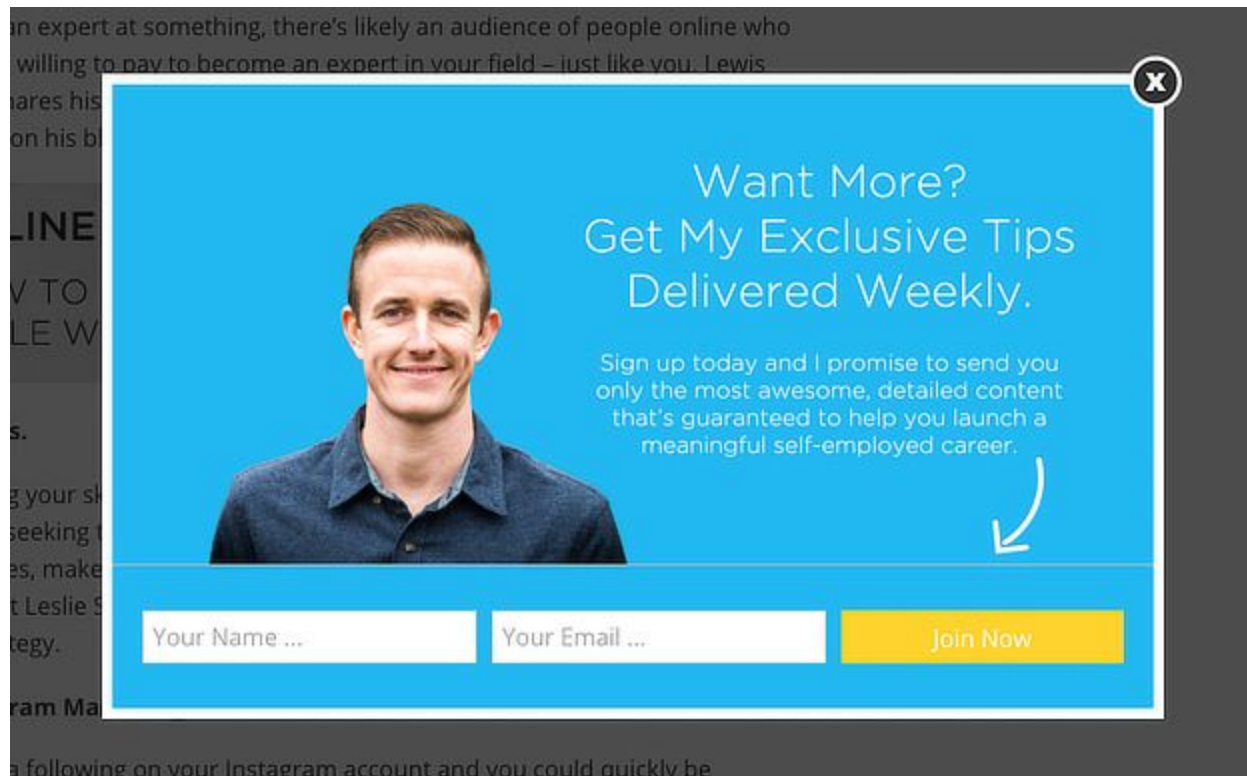 an expert at something, there's likely an audience of people online who
willing to pay to become an expert in your field – just like you. Lewis
ares his
on his bl
X
Want More?
Get My Exclusive Tips
Delivered Weekly.
LINE
TO
LE W
Sign up today and I promise to send you
only the most awesome, detailed content
that's guaranteed to help you launch a
meaningful self-employed career.
s.
g your sk
seeking t
es, make
t Leslie S
tegy.
Your Name ...
Your Email ...
Join Now
ram Ma
a following on your Instagram account and you could quickly be